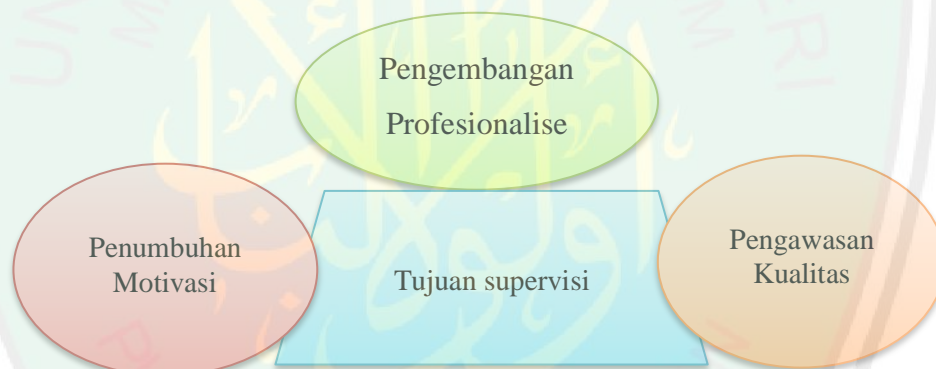 Pengembangan
Profesionalise
Penumbuhan
Motivasi
Tujuan supervisi
Pengawasan
Kualitas